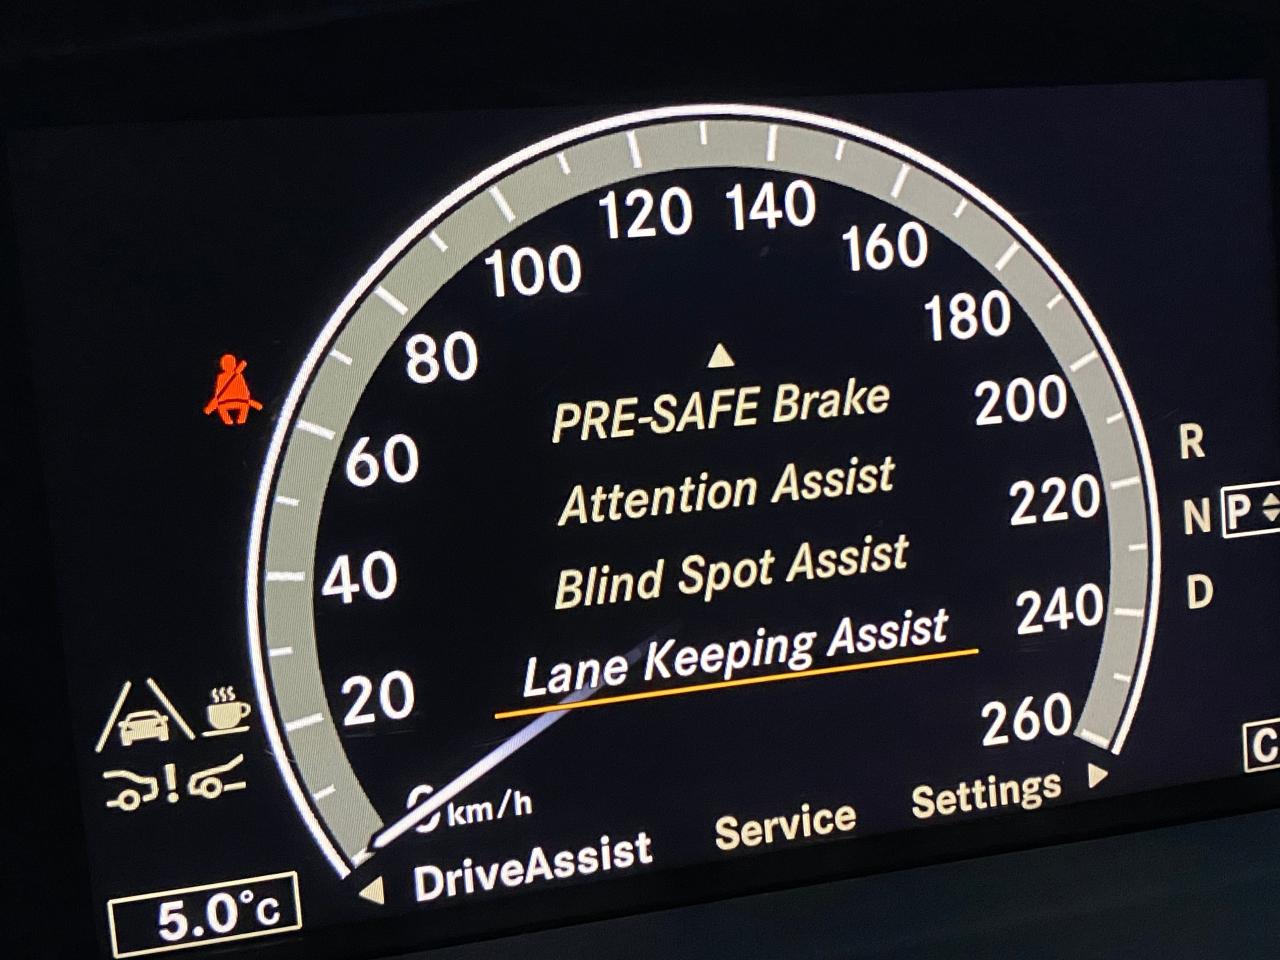 120 140
100 160
80 180
60 200
40 220
20 240
0 km/h 260
PRE-SAFE Brake
Attention Assist
Blind Spot Assist
Lane Keeping Assist
DriveAssist Service Settings
R
N P
D
C
5.0°C